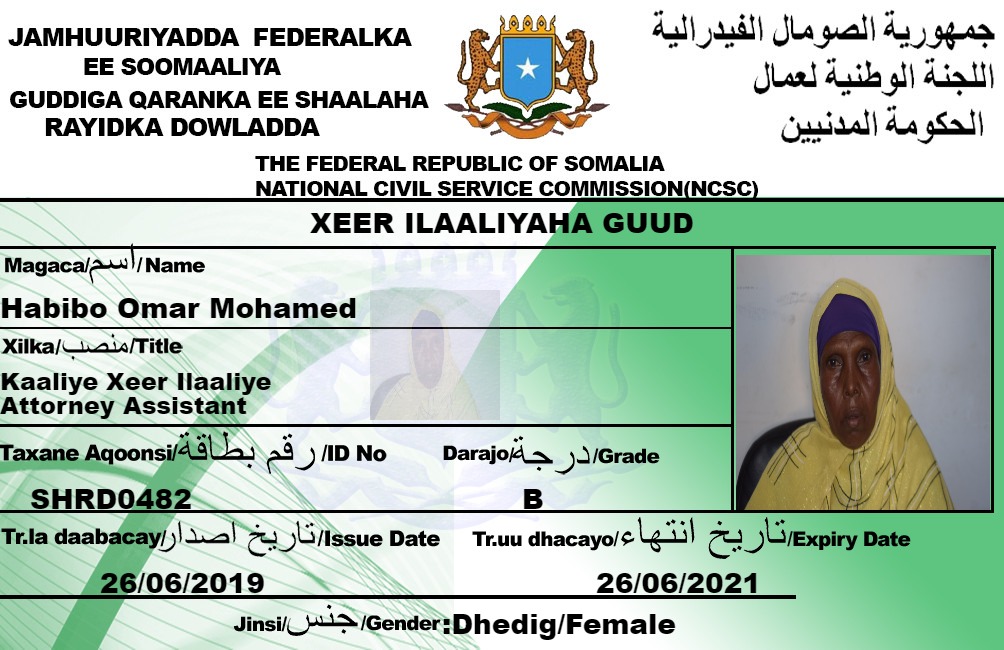 JAMHUURIYADDA FEDERALKA
EE SOOMAALIYA
GUDDIGA QARANKA EE SHAALAHA
RAYIDKA DOWLADDA
جمهورية الصومال الفيدرالية
اللجنة الوطنية لعمال
الحكومة المدنيين
THE FEDERAL REPUBLIC OF SOMALIA
NATIONAL CIVIL SERVICE COMMISSION(NCSC)
XEER ILAALIYAHA GUUD
Magaca/اسم/Name
Habibo Omar Mohamed
Xilka/منصب/Title
Kaaliye Xeer Ilaaliye
Attorney Assistant
Taxane Aqoonsi/رقم بطاقة/ID No
SHRD0482
Darajo/درجة/Grade
B
Tr.la daabacay/تاريخ اصدار/Issue Date
26/06/2019
Tr.uu dhacayo/تاريخ انتهاء/Expiry Date
26/06/2021
Jinsi/جنس/Gender:Dhedig/Female